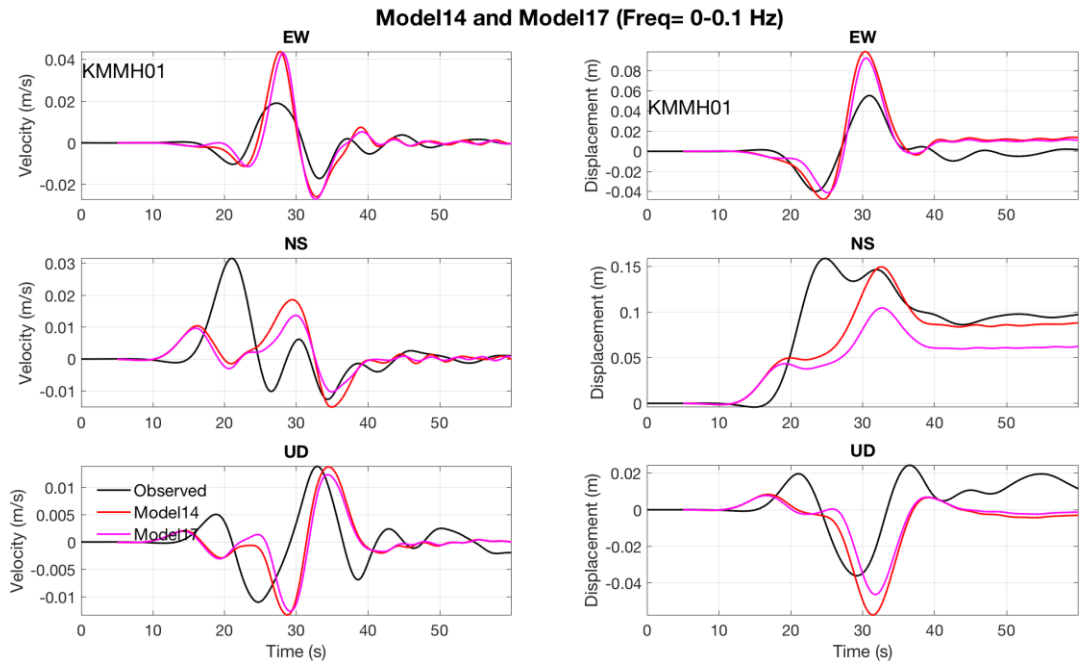 Model14 and Model17 (Freq= 0-0.1 Hz)
EW
Velocity (m/s)
0.04
0.02
0
-0.02
KMMH01
0 10 20 30 40 50
EW
Displacement (m)
0.08
0.06
0.04
0.02
0
-0.02
-0.04
KMMH01
0 10 20 30 40 50
NS
Velocity (m/s)
0.03
0.02
0.01
0
-0.01
0 10 20 30 40 50
NS
Displacement (m)
0.15
0.1
0.05
0
0 10 20 30 40 50
UD
Velocity (m/s)
0.01
0.005
0
-0.005
-0.01
Observed
Model14
Model17
0 10 20 30 40 50
Time (s)
UD
Displacement (m)
0.02
0
-0.02
-0.04
0 10 20 30 40 50
Time (s)